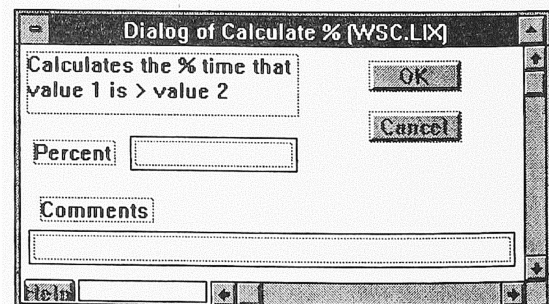 Dialog of Calculate % (WSC.LIX)
Calculates the % time that
value 1 is > value 2
OK
Cancel
Percent
Comments
Help